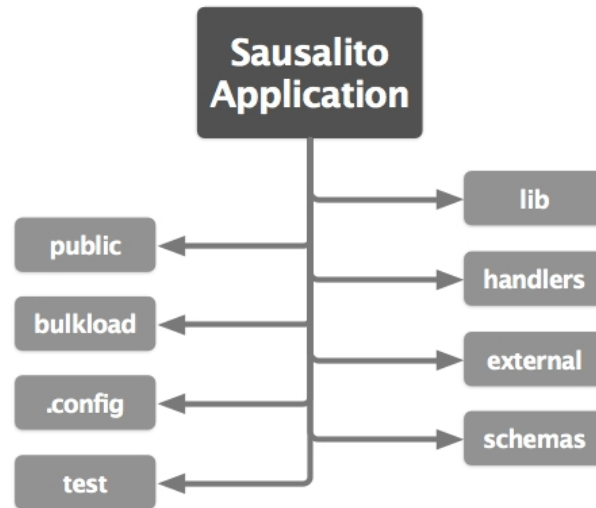 Sausalito
Application
lib
public
handlers
bulkload
external
.config
schemas
test